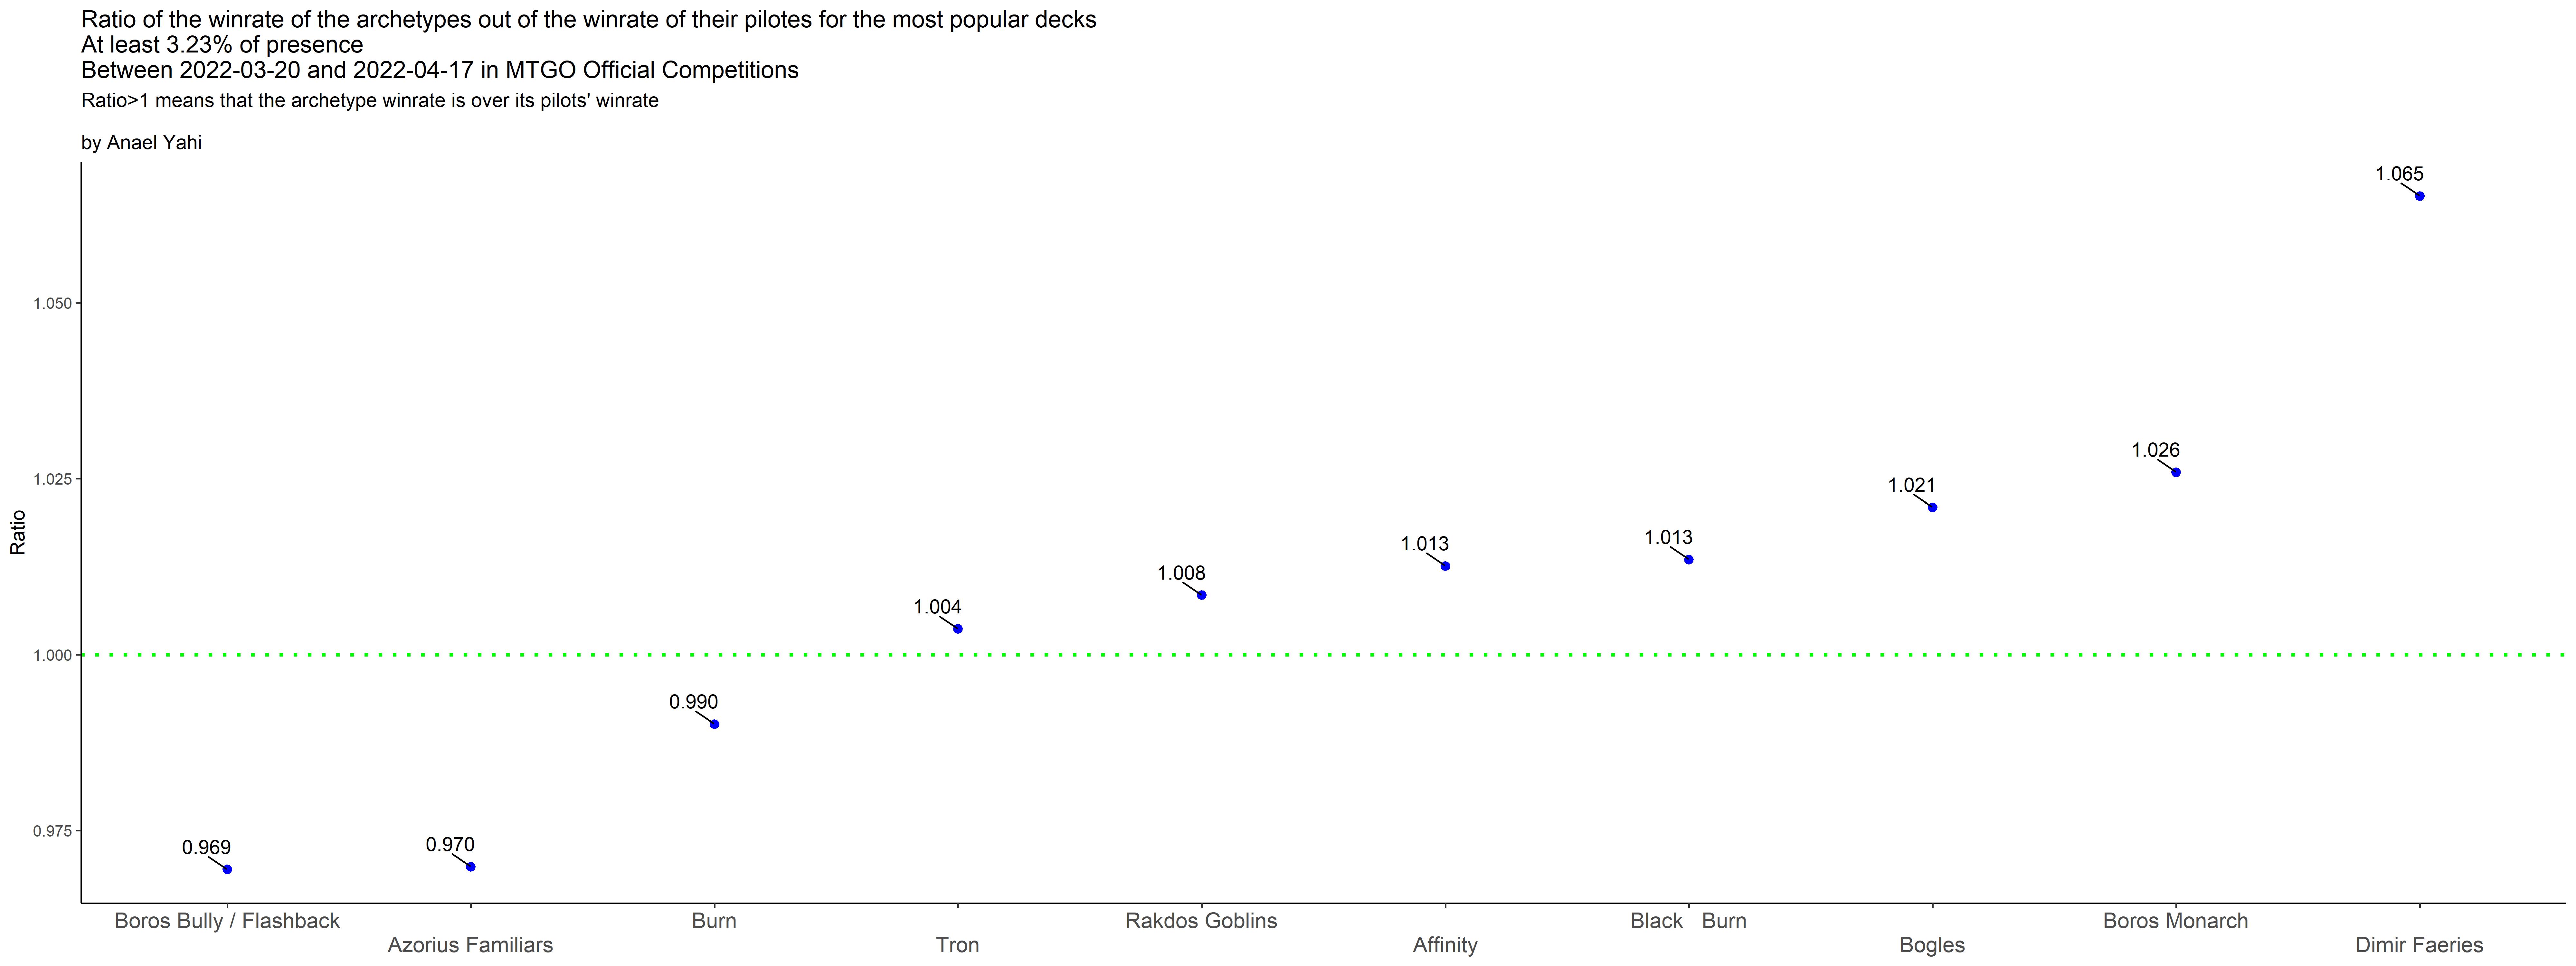 Ratio of the winrate of the archetypes out of the winrate of their pilotes for the most popular decks
At least 3.23% of presence
Between 2022-03-20 and 2022-04-17 in MTGO Official Competitions
Ratio>1 means that the archetype winrate is over its pilots' winrate
by Anael Yahi
1.065
1.050
1.026
1.025
1.021
1.013
1.013
1.008
1.004
1.000
0.990
0.975
0.970
0.969
Ratio
Boros Bully / Flashback
Azorius Familiars
Burn
Tron
Rakdos Goblins
Affinity
Black   Burn
Bogles
Boros Monarch
Dimir Faeries